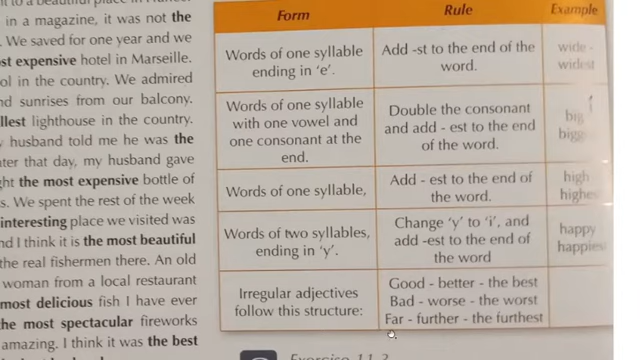 in a magazine, it was not the
. We saved for one year and we
expensive hotel in Marseille.
in the country. We admired
sunrises from our balcony.
lighthouse in the country.
husband told me he was the
that day, my husband gave
the most expensive bottle of
. We spent the rest of the week
interesting place we visited was
I think it is the most beautiful
the real fishermen there. An old
woman from a local restaurant
most delicious fish I have ever
the most spectacular fireworks
amazing. I think it was the best
Form
Rule
Example
Words of one syllable
ending in 'e'.
Add -st to the end of the
word.
wide -
widest
Words of one syllable
with one vowel and
one consonant at the
end.
Double the consonant
and add - est to the end
of the word.
big
Words of one syllable,
Add - est to the end of
the word.
high
Words of two syllables,
ending in 'y'.
Change 'y' to 'i', and
add -est to the end of
the word
happy
Irregular adjectives
follow this structure:
Good - better - the best
Bad - worse - the worst
Far - further - the furthest
Exercise 11.2